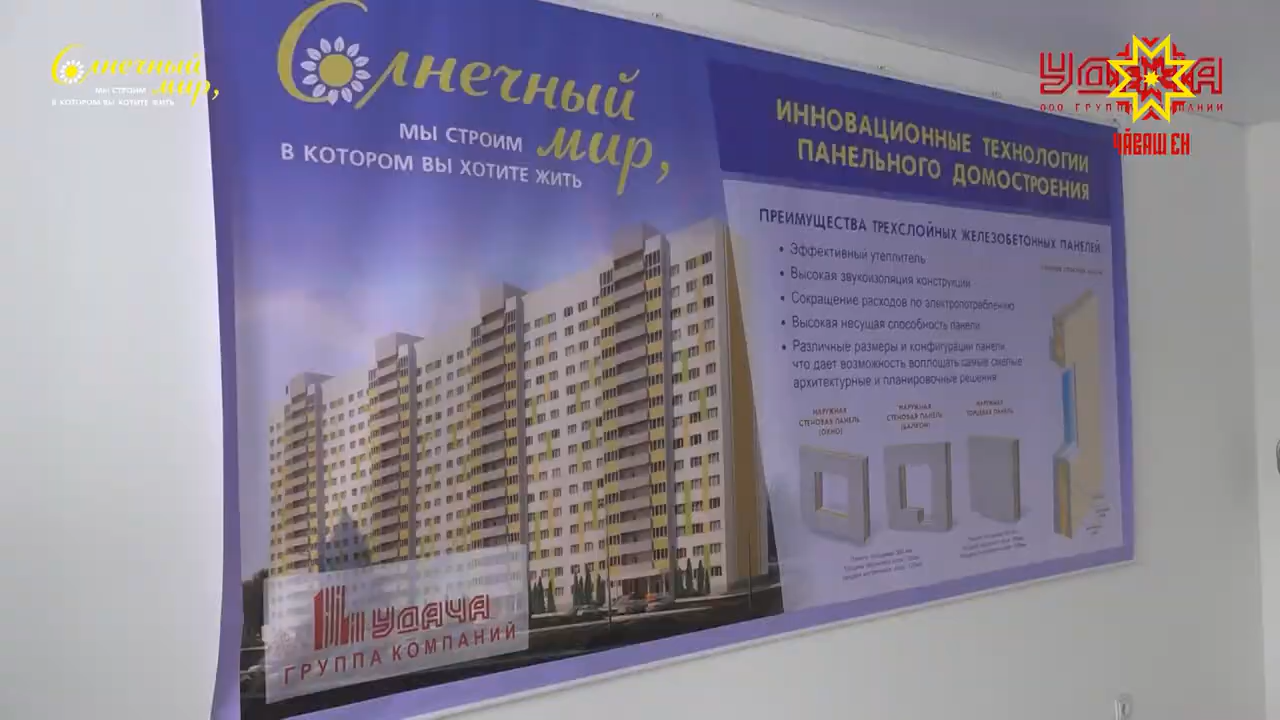 Солнечный
мы строим мир,
в котором вы хотите жить
УДАЧА
ООО ГРУППА КОМПАНИЙ
ЧӐВАШ ЕН
Солнечный
мы строим мир,
в котором вы хотите жить
ИННОВАЦИОННЫЕ ТЕХНОЛОГИИ
ПАНЕЛЬНОГО ДОМОСТРОЕНИЯ
ПРЕИМУЩЕСТВА ТРЕХСЛОЙНЫХ ЖЕЛЕЗОБЕТОННЫХ ПАНЕЛЕЙ
• Эффективный утеплитель
• Высокая звукоизоляция конструкции
• Сокращение расходов по электропотреблению
• Высокая несущая способность панели
• Различные размеры и конфигурации панели,
что дает возможность воплощать самые смелые
архитектурные и планировочные решения
НАРУЖНАЯ
СТЕНОВАЯ ПАНЕЛЬ
(ОКНО)
НАРУЖНАЯ
СТЕНОВАЯ ПАНЕЛЬ
(БАЛКОН)
НАРУЖНАЯ
ТОРЦЕВАЯ ПАНЕЛЬ
УДАЧА
ГРУППА КОМПАНИЙ